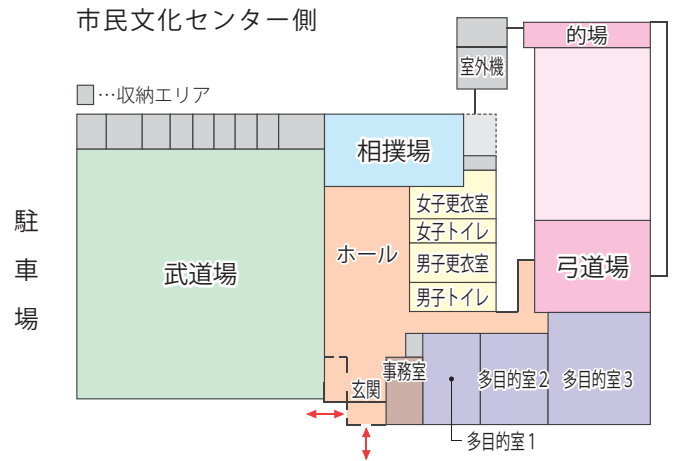 市民文化センター側
的場
室外機
…収納エリア
相撲場
女子更衣室
女子トイレ
駐車場
武道場
ホール
男子更衣室
弓道場
男子トイレ
事務室
玄関
多目的室2
多目的室3
多目的室1